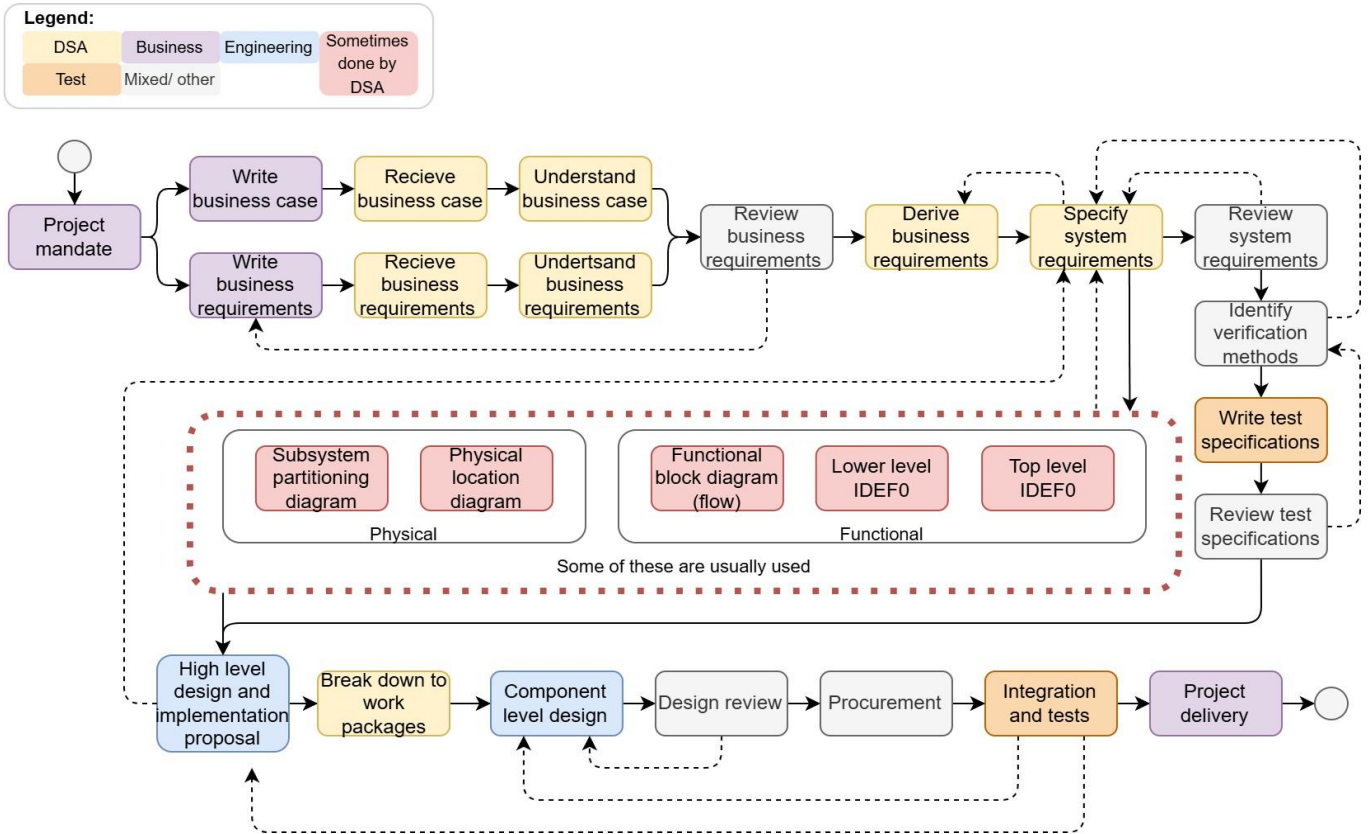 Legend:
DSA
Business
Engineering
Sometimes
done by
DSA
Test
Mixed/ other
Project
mandate
Write
business case
Recieve
business case
Understand
business case
Write
business
requirements
Recieve
business
requirements
Undertsand
business
requirements
Review
business
requirements
Derive
business
requirements
Specify
system
requirements
Review
system
requirements
Identify
verification
methods
Write test
specifications
Review test
specifications
Subsystem
partitioning
diagram
Physical
location
diagram
Physical
Functional
block diagram
(flow)
Lower level
IDEF0
Top level
IDEF0
Functional
Some of these are usually used
High level
design and
implementation
proposal
Break down to
work
packages
Component
level design
Design review
Procurement
Integration
and tests
Project
delivery